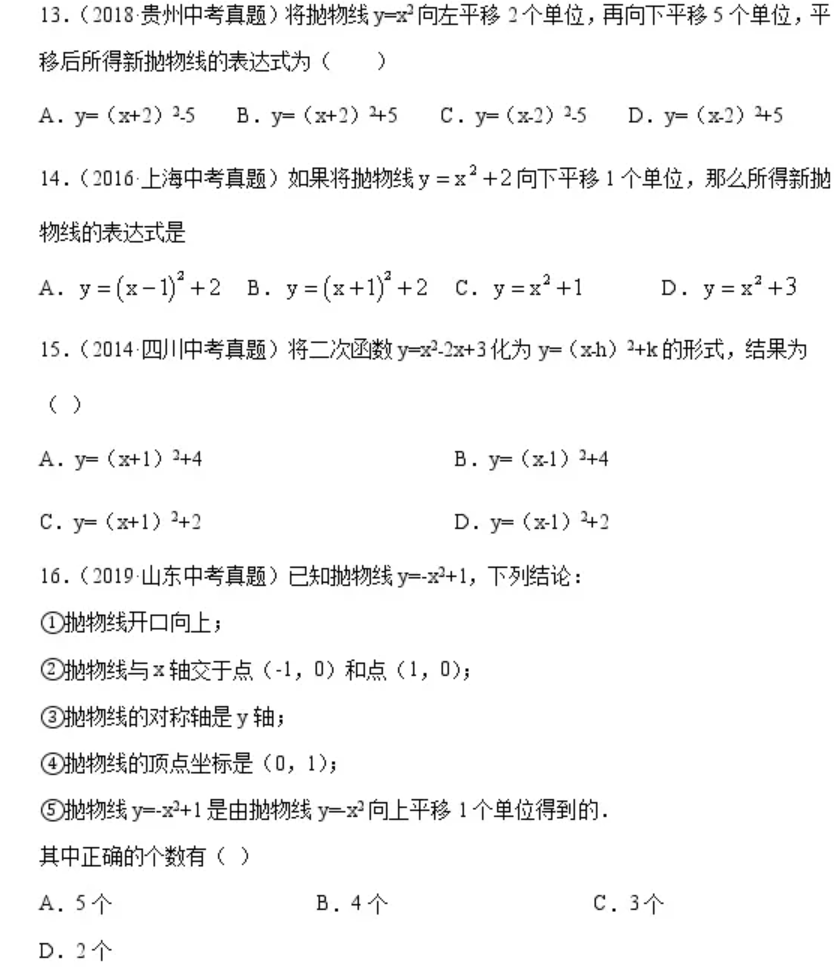 13.（2018·贵州中考真题）将抛物线y=x²向左平移 2 个单位，再向下平移 5 个单位，平
移后所得新抛物线的表达式为（　　）
A. y=（x+2）²-5　B. y=（x+2）²+5　C. y=（x-2）²-5　D. y=（x-2）²+5
14.（2016·上海中考真题）如果将抛物线 y = x² + 2 向下平移 1 个单位，那么所得新抛
物线的表达式是
A. y = (x − 1)² + 2　B. y = (x + 1)² + 2　C. y = x² + 1　D. y = x² + 3
15.（2014·四川中考真题）将二次函数 y=x²-2x+3 化为 y=（x-h）²+k 的形式，结果为
（ ）
A. y=（x+1）²+4　B. y=（x-1）²+4
C. y=（x+1）²+2　D. y=（x-1）²+2
16.（2019·山东中考真题）已知抛物线 y=-x²+1，下列结论：
①抛物线开口向上；
②抛物线与 x 轴交于点（-1，0）和点（1，0）；
③抛物线的对称轴是 y 轴；
④抛物线的顶点坐标是（0，1）；
⑤抛物线 y=-x²+1 是由抛物线 y=-x² 向上平移 1 个单位得到的．
其中正确的个数有（ ）
A. 5 个　B. 4 个　C. 3 个
D. 2 个